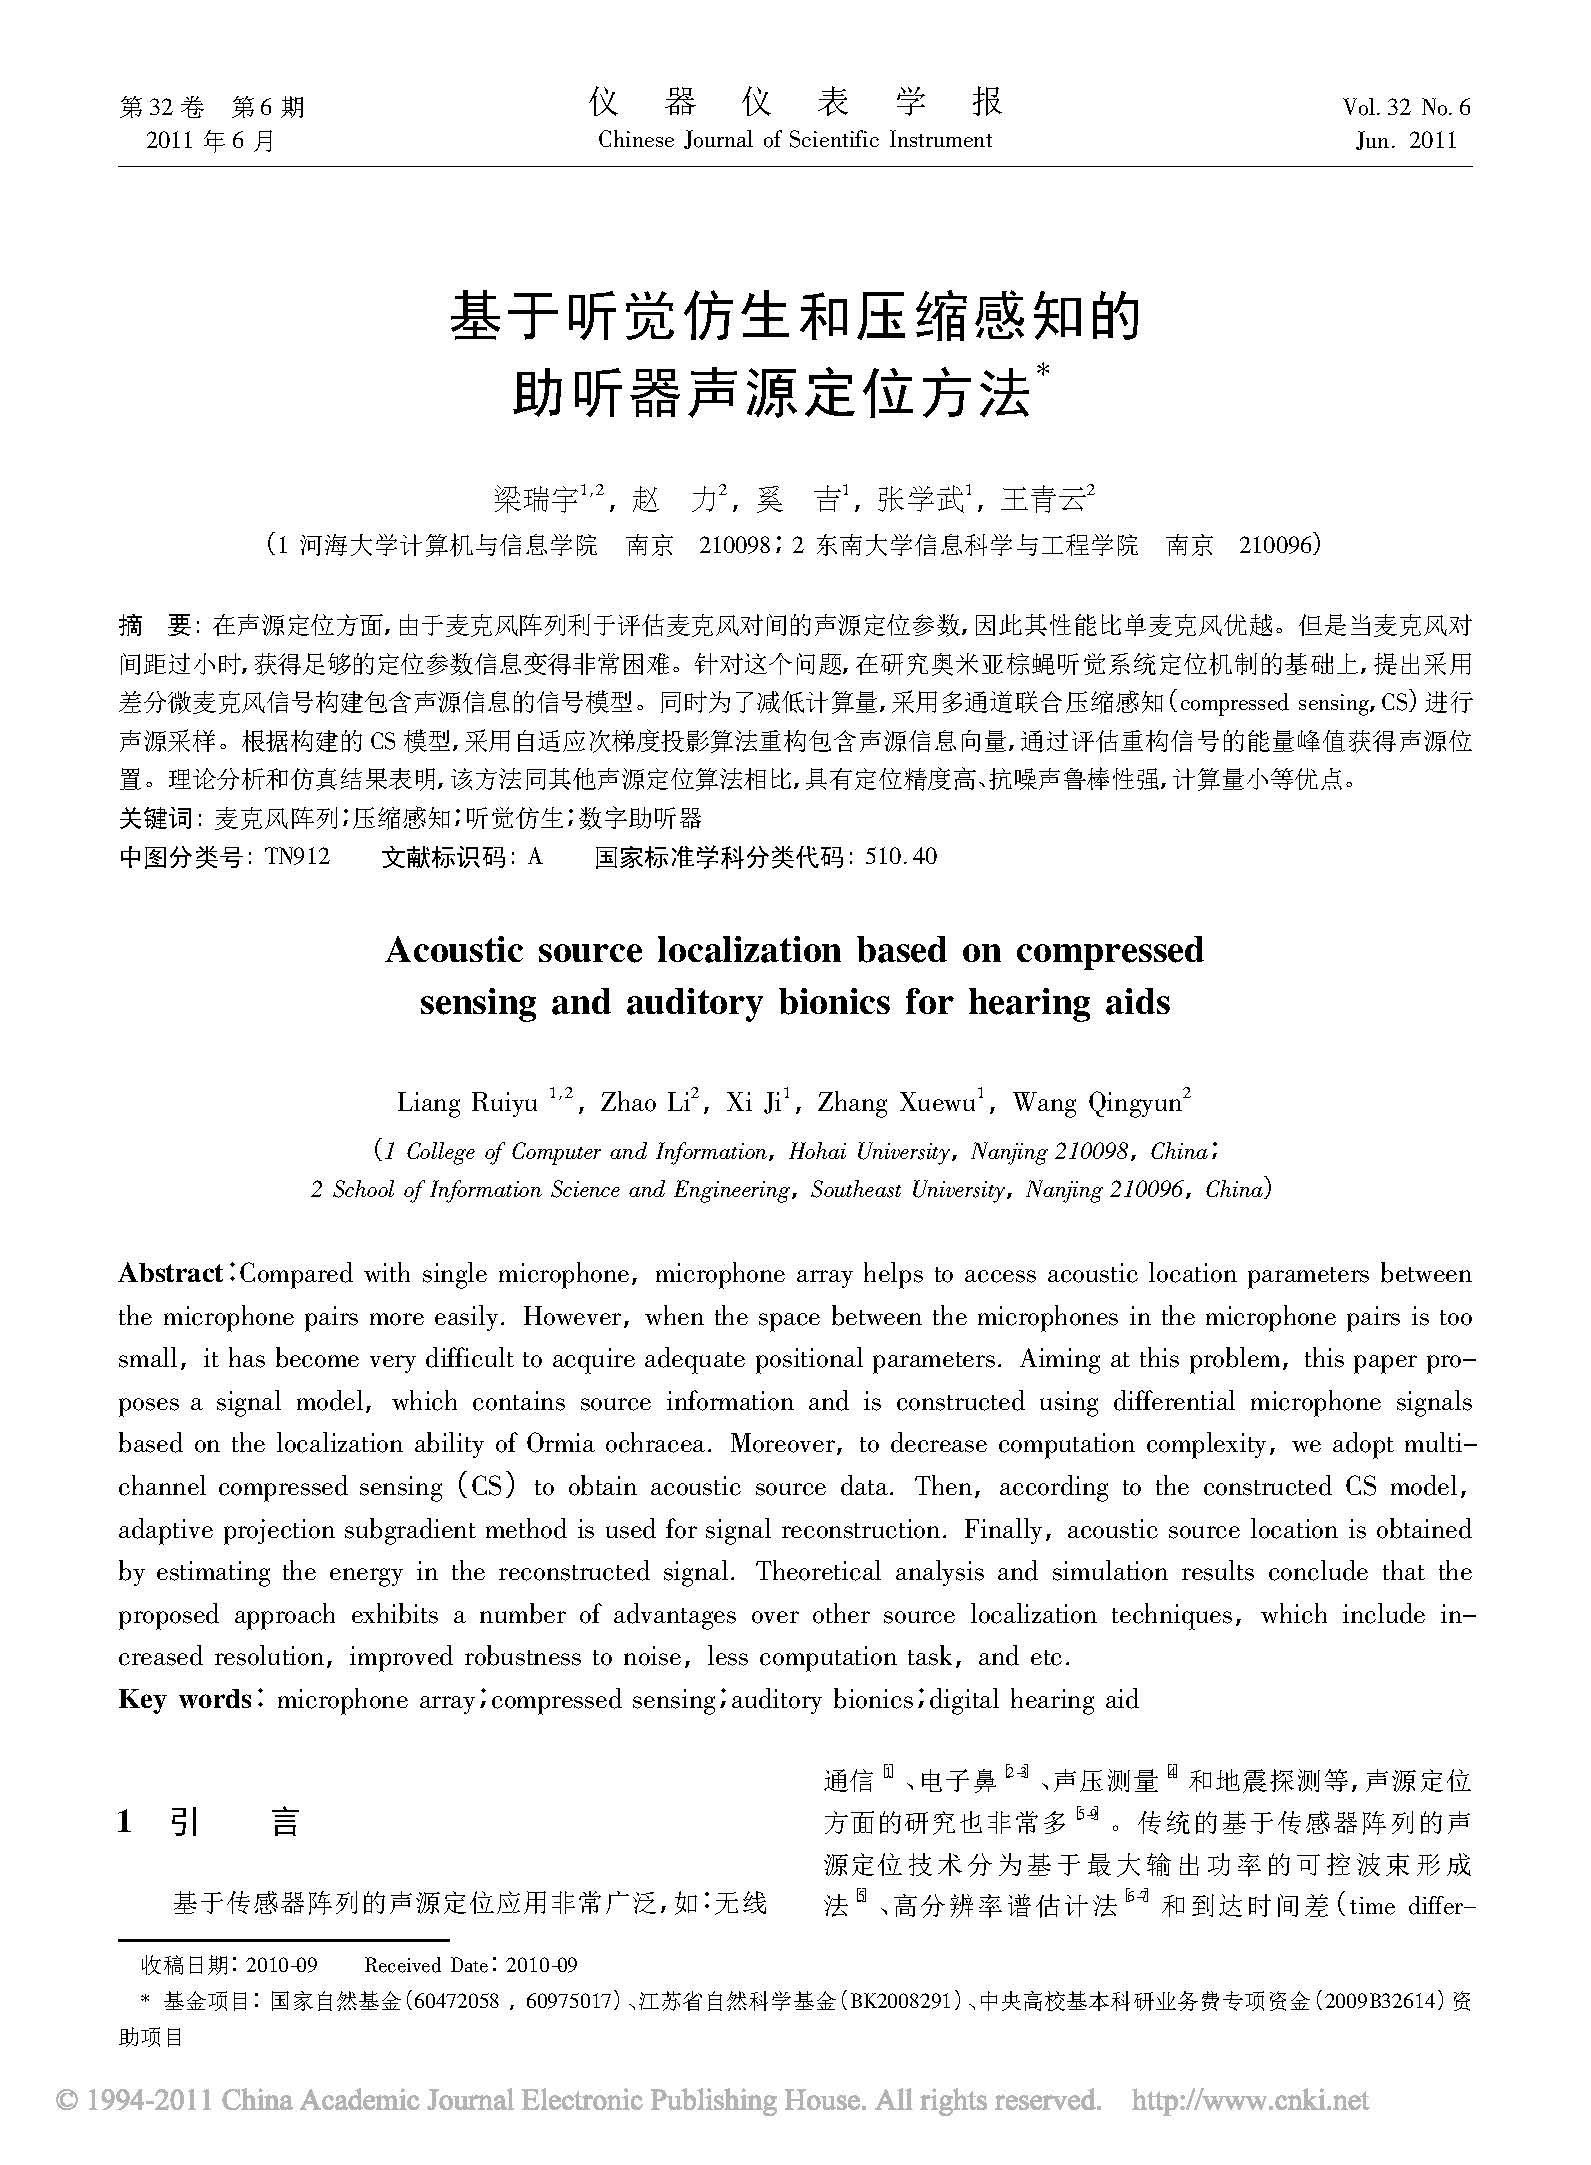 第32卷 第6期
2011年6月
仪器仪表学报
Chinese Journal of Scientific Instrument
Vol.32 No.6
Jun. 2011
基于听觉仿生和压缩感知的
助听器声源定位方法*
梁瑞宇1,2, 赵 力2, 奚 吉1, 张学武1, 王青云2
(1 河海大学计算机与信息学院 南京 210098; 2 东南大学信息科学与工程学院 南京 210096)
摘 要: 在声源定位方面,由于麦克风阵列利于评估麦克风对间的声源定位参数,因此其性能比单麦克风优越。但是当麦克风对
间距过小时,获得足够的定位参数信息变得非常困难。针对这个问题,在研究奥米亚棕蝇听觉系统定位机制的基础上,提出采用
差分微麦克风信号构建包含声源信息的信号模型。同时为了减低计算量,采用多通道联合压缩感知(compressed sensing,CS)进行
声源采样。根据构建的CS模型,采用自适应次梯度投影算法重构包含声源信息向量,通过评估重构信号的能量峰值获得声源位
置。理论分析和仿真结果表明,该方法同其他声源定位算法相比,具有定位精度高、抗噪声鲁棒性强,计算量小等优点。
关键词: 麦克风阵列;压缩感知;听觉仿生;数字助听器
中图分类号: TN912 文献标识码: A 国家标准学科分类代码: 510.40
Acoustic source localization based on compressed
sensing and auditory bionics for hearing aids
Liang Ruiyu 1,2, Zhao Li2, Xi Ji1, Zhang Xuewu1, Wang Qingyun2
(1 College of Computer and Information, Hohai University, Nanjing 210098, China;
2 School of Information Science and Engineering, Southeast University, Nanjing 210096, China)
Abstract:Compared with single microphone, microphone array helps to access acoustic location parameters between
the microphone pairs more easily. However, when the space between the microphones in the microphone pairs is too
small, it has become very difficult to acquire adequate positional parameters. Aiming at this problem, this paper pro-
poses a signal model, which contains source information and is constructed using differential microphone signals
based on the localization ability of Ormia ochracea. Moreover, to decrease computation complexity, we adopt multi-
channel compressed sensing (CS) to obtain acoustic source data. Then, according to the constructed CS model,
adaptive projection subgradient method is used for signal reconstruction. Finally, acoustic source location is obtained
by estimating the energy in the reconstructed signal. Theoretical analysis and simulation results conclude that the
proposed approach exhibits a number of advantages over other source localization techniques, which include in-
creased resolution, improved robustness to noise, less computation task, and etc.
Key words: microphone array;compressed sensing;auditory bionics;digital hearing aid
1 引 言
基于传感器阵列的声源定位应用非常广泛,如:无线
通信[1]、电子鼻[2-3]、声压测量[4]和地震探测等,声源定位
方面的研究也非常多[5-9]。传统的基于传感器阵列的声
源定位技术分为基于最大输出功率的可控波束形成
法[5]、高分辨率谱估计法[6-7]和到达时间差(time differ-
收稿日期: 2010-09 Received Date: 2010-09
* 基金项目: 国家自然基金(60472058 , 60975017)、江苏省自然科学基金(BK2008291)、中央高校基本科研业务费专项资金(2009B32614)资
助项目
© 1994-2011 China Academic Journal Electronic Publishing House. All rights reserved. http://www.cnki.net